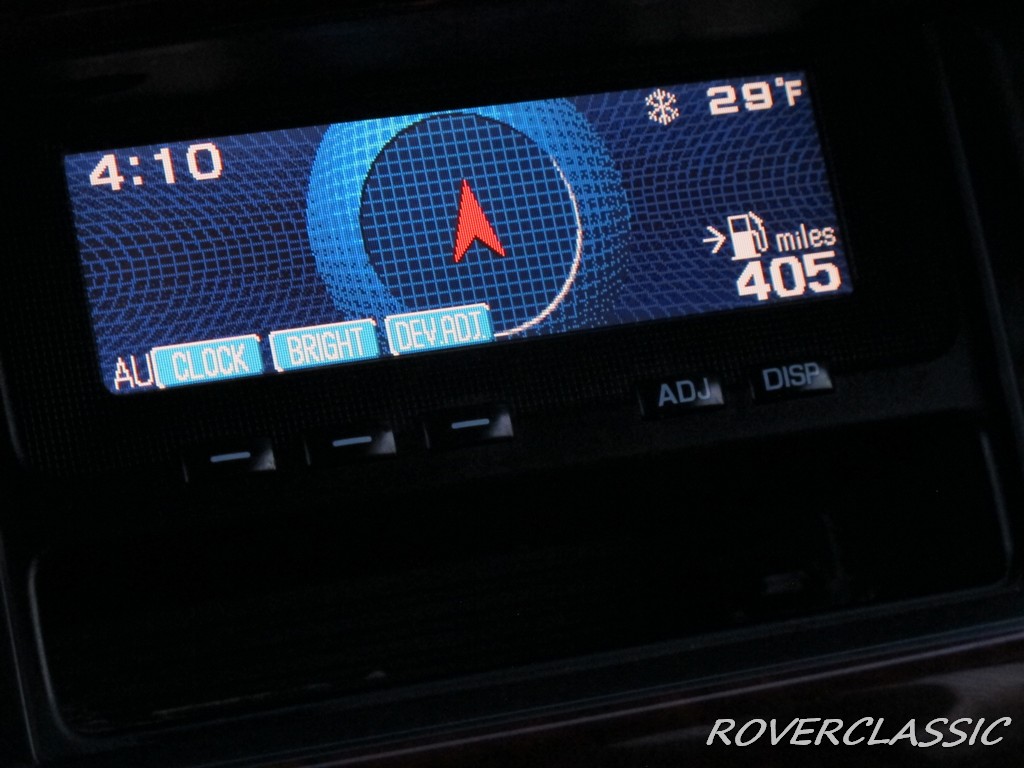 4:10
29°F
miles
405
CLOCK BRIGHT DEV.ADJ
ADJ DISP
ROVERCLASSIC